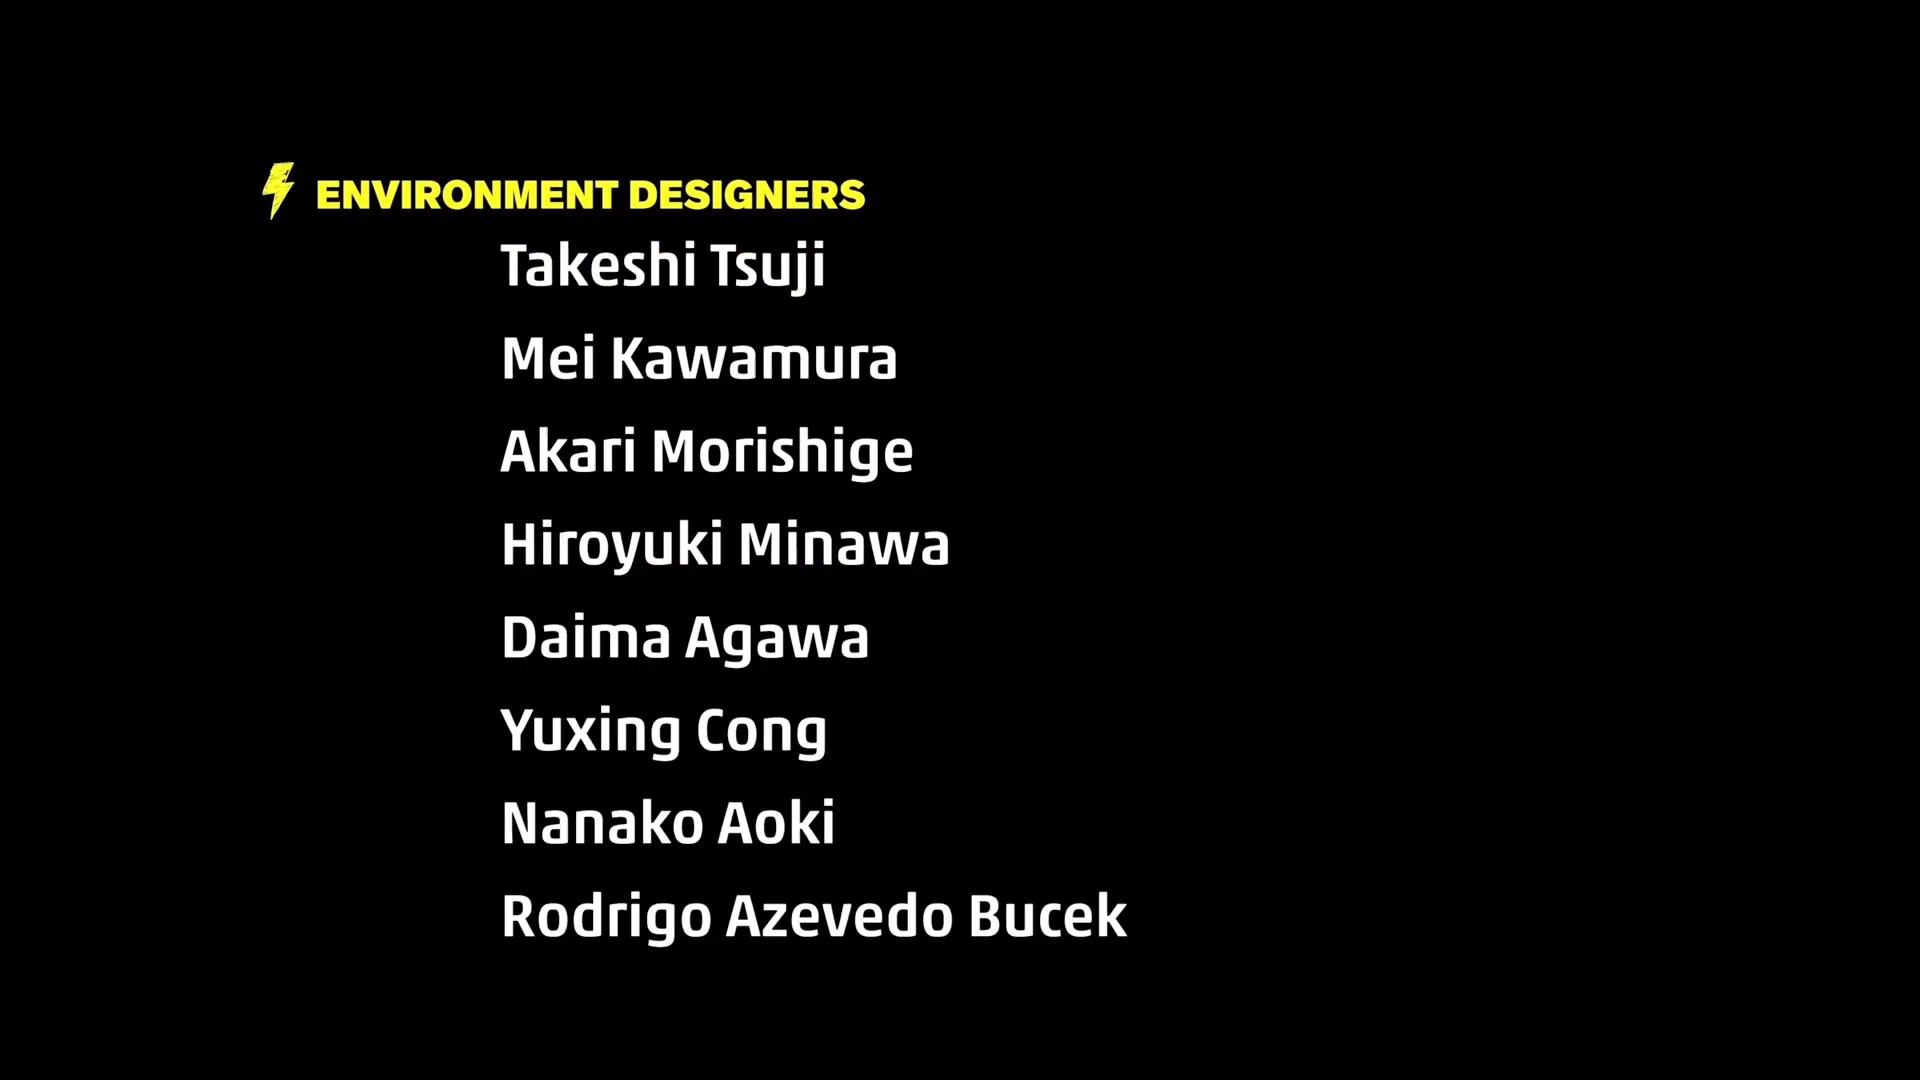 ENVIRONMENT DESIGNERS
Takeshi Tsuji
Mei Kawamura
Akari Morishige
Hiroyuki Minawa
Daima Agawa
Yuxing Cong
Nanako Aoki
Rodrigo Azevedo Bucek